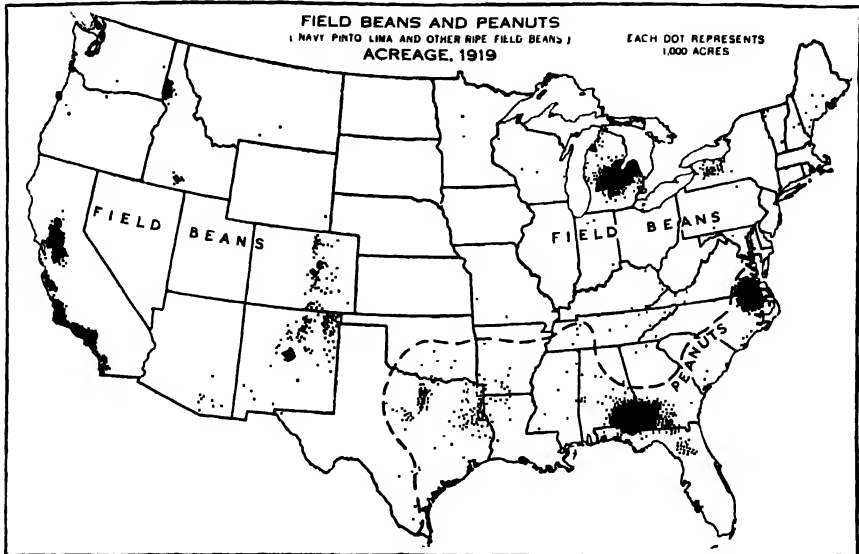 FIELD BEANS AND PEANUTS
( NAVY PINTO LIMA AND OTHER RIPE FIELD BEANS )
ACREAGE, 1919
EACH DOT REPRESENTS
1,000 ACRES
FIELD BEANS
FIELD BEANS
PEANUTS